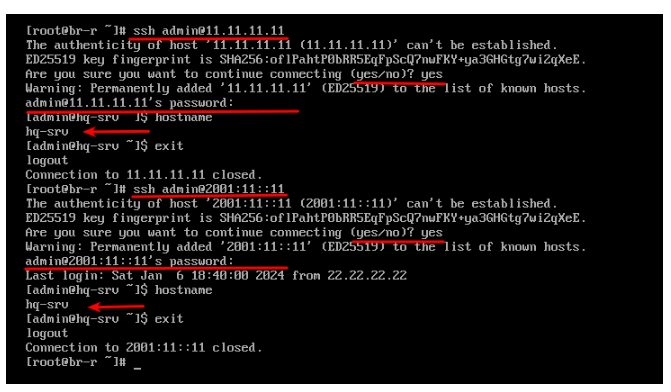 [root@br-r ~]# ssh admin@11.11.11.11
The authenticity of host '11.11.11.11 (11.11.11.11)' can't be established.
ED25519 key fingerprint is SHA256:oflPahtP0bRR5EqFpScQ7nwFKY+ya3GHGtg7wi2qXeE.
Are you sure you want to continue connecting (yes/no)? yes
Warning: Permanently added '11.11.11.11' (ED25519) to the list of known hosts.
admin@11.11.11.11's password:
[admin@hq-srv ~]$ hostname
hq-srv
[admin@hq-srv ~]$ exit
logout
Connection to 11.11.11.11 closed.
[root@br-r ~]# ssh admin@2001:11::11
The authenticity of host '2001:11::11 (2001:11::11)' can't be established.
ED25519 key fingerprint is SHA256:oflPahtP0bRR5EqFpScQ7nwFKY+ya3GHGtg7wi2qXeE.
Are you sure you want to continue connecting (yes/no)? yes
Warning: Permanently added '2001:11::11' (ED25519) to the list of known hosts.
admin@2001:11::11's password:
Last login: Sat Jan  6 18:40:00 2024 from 22.22.22.22
[admin@hq-srv ~]$ hostname
hq-srv
[admin@hq-srv ~]$ exit
logout
Connection to 2001:11::11 closed.
[root@br-r ~]# _